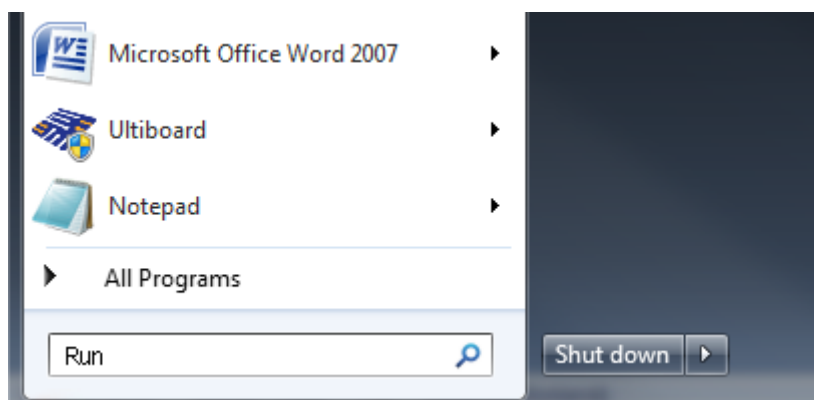 Microsoft Office Word 2007
Ultiboard
Notepad
All Programs
Run
Shut down